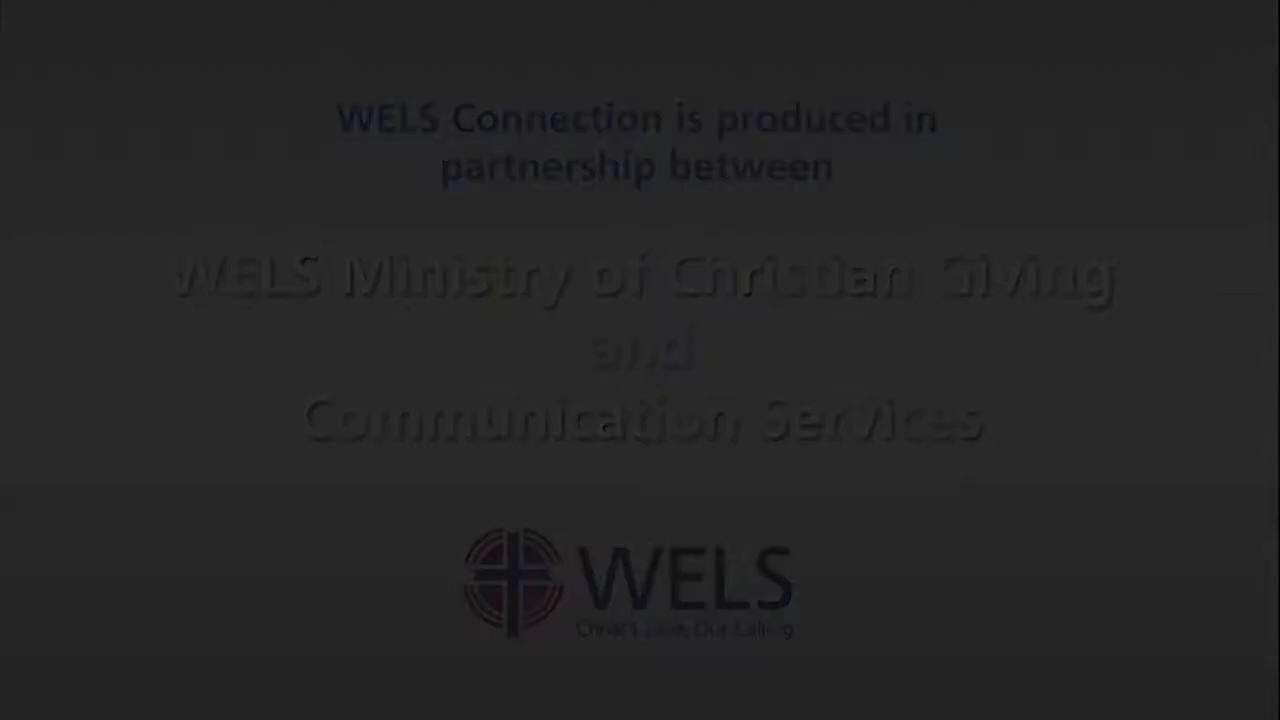 WELS Connection is produced in
partnership between
WELS Ministry of Christian Giving
and
Communication Services
WELS
Christ's Love, Our Calling